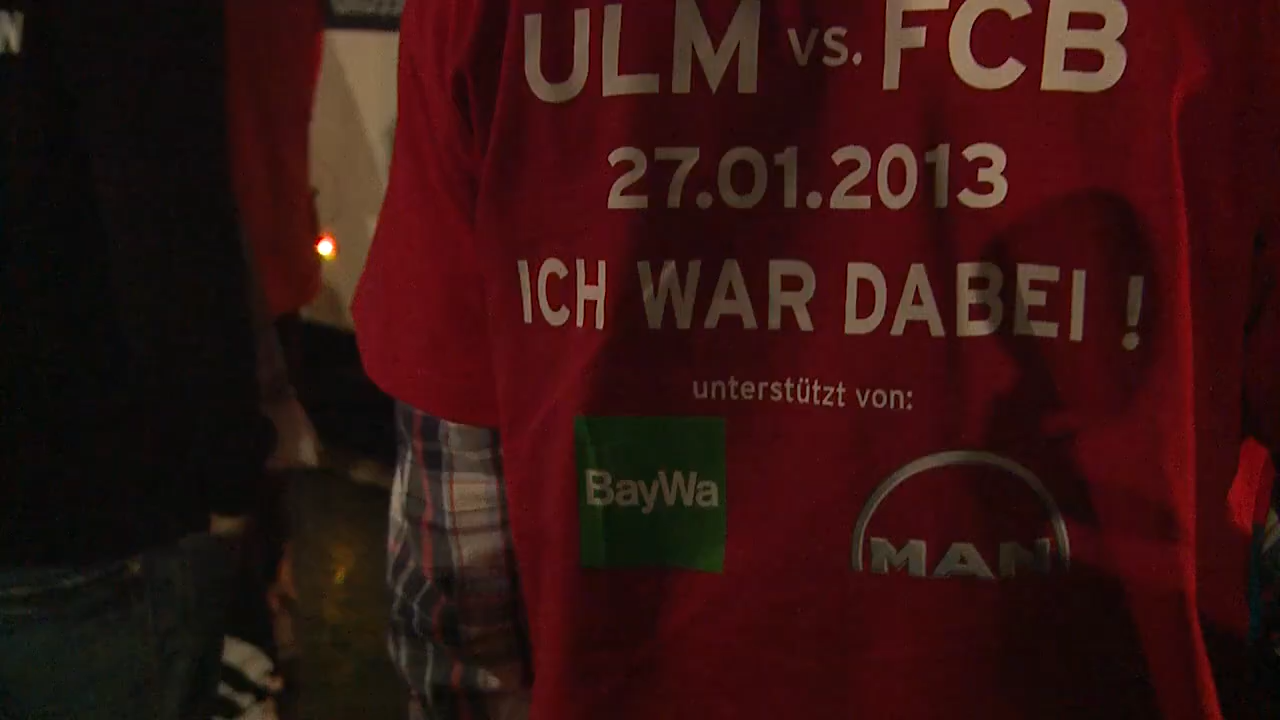 ULM vs. FCB
27.01.2013
ICH WAR DABEI !
unterstützt von:
BayWa
MAN